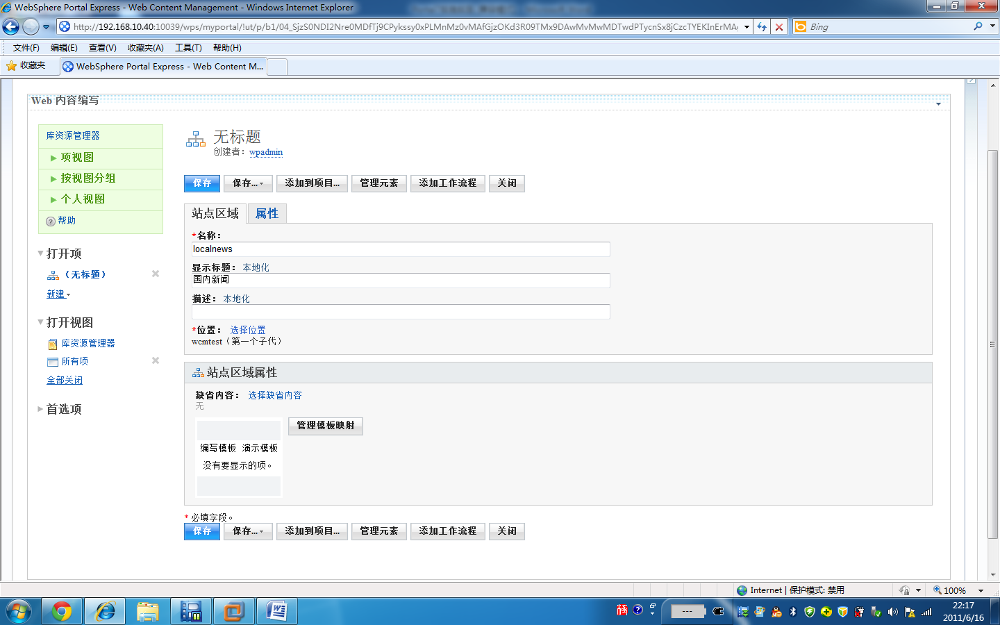 WebSphere Portal Express - Web Content Management - Windows Internet Explorer
http://192.168.10.40:10039/wps/myportal/!ut/p/b1/04_SjzS0NDI2Nre0MDfTj9CPykssy0xPLMnMz0vMAfGjzOKd3R09TMx9DAwMvMwMDTwdPTycnSx8jCzcTYEKInErMA
Bing
文件(F) 编辑(E) 查看(V) 收藏夹(A) 工具(T) 帮助(H)
收藏夹
WebSphere Portal Express - Web Content M...
Web 内容编写
库资源管理器
项视图
按视图分组
个人视图
帮助
打开项
（无标题）
新建
打开视图
库资源管理器
所有项
全部关闭
首选项
无标题
创建者： wpadmin
保存 保存... 添加到项目... 管理元素 添加工作流程 关闭
站点区域 属性
*名称：
localnews
显示标题： 本地化
国内新闻
描述： 本地化
*位置： 选择位置
wcmtest（第一个子代）
站点区域属性
缺省内容： 选择缺省内容
无
管理模板映射
编写模板 演示模板
没有要显示的项。
* 必填字段。
保存 保存... 添加到项目... 管理元素 添加工作流程 关闭
Internet | 保护模式: 禁用
100%
22:17
2011/6/16